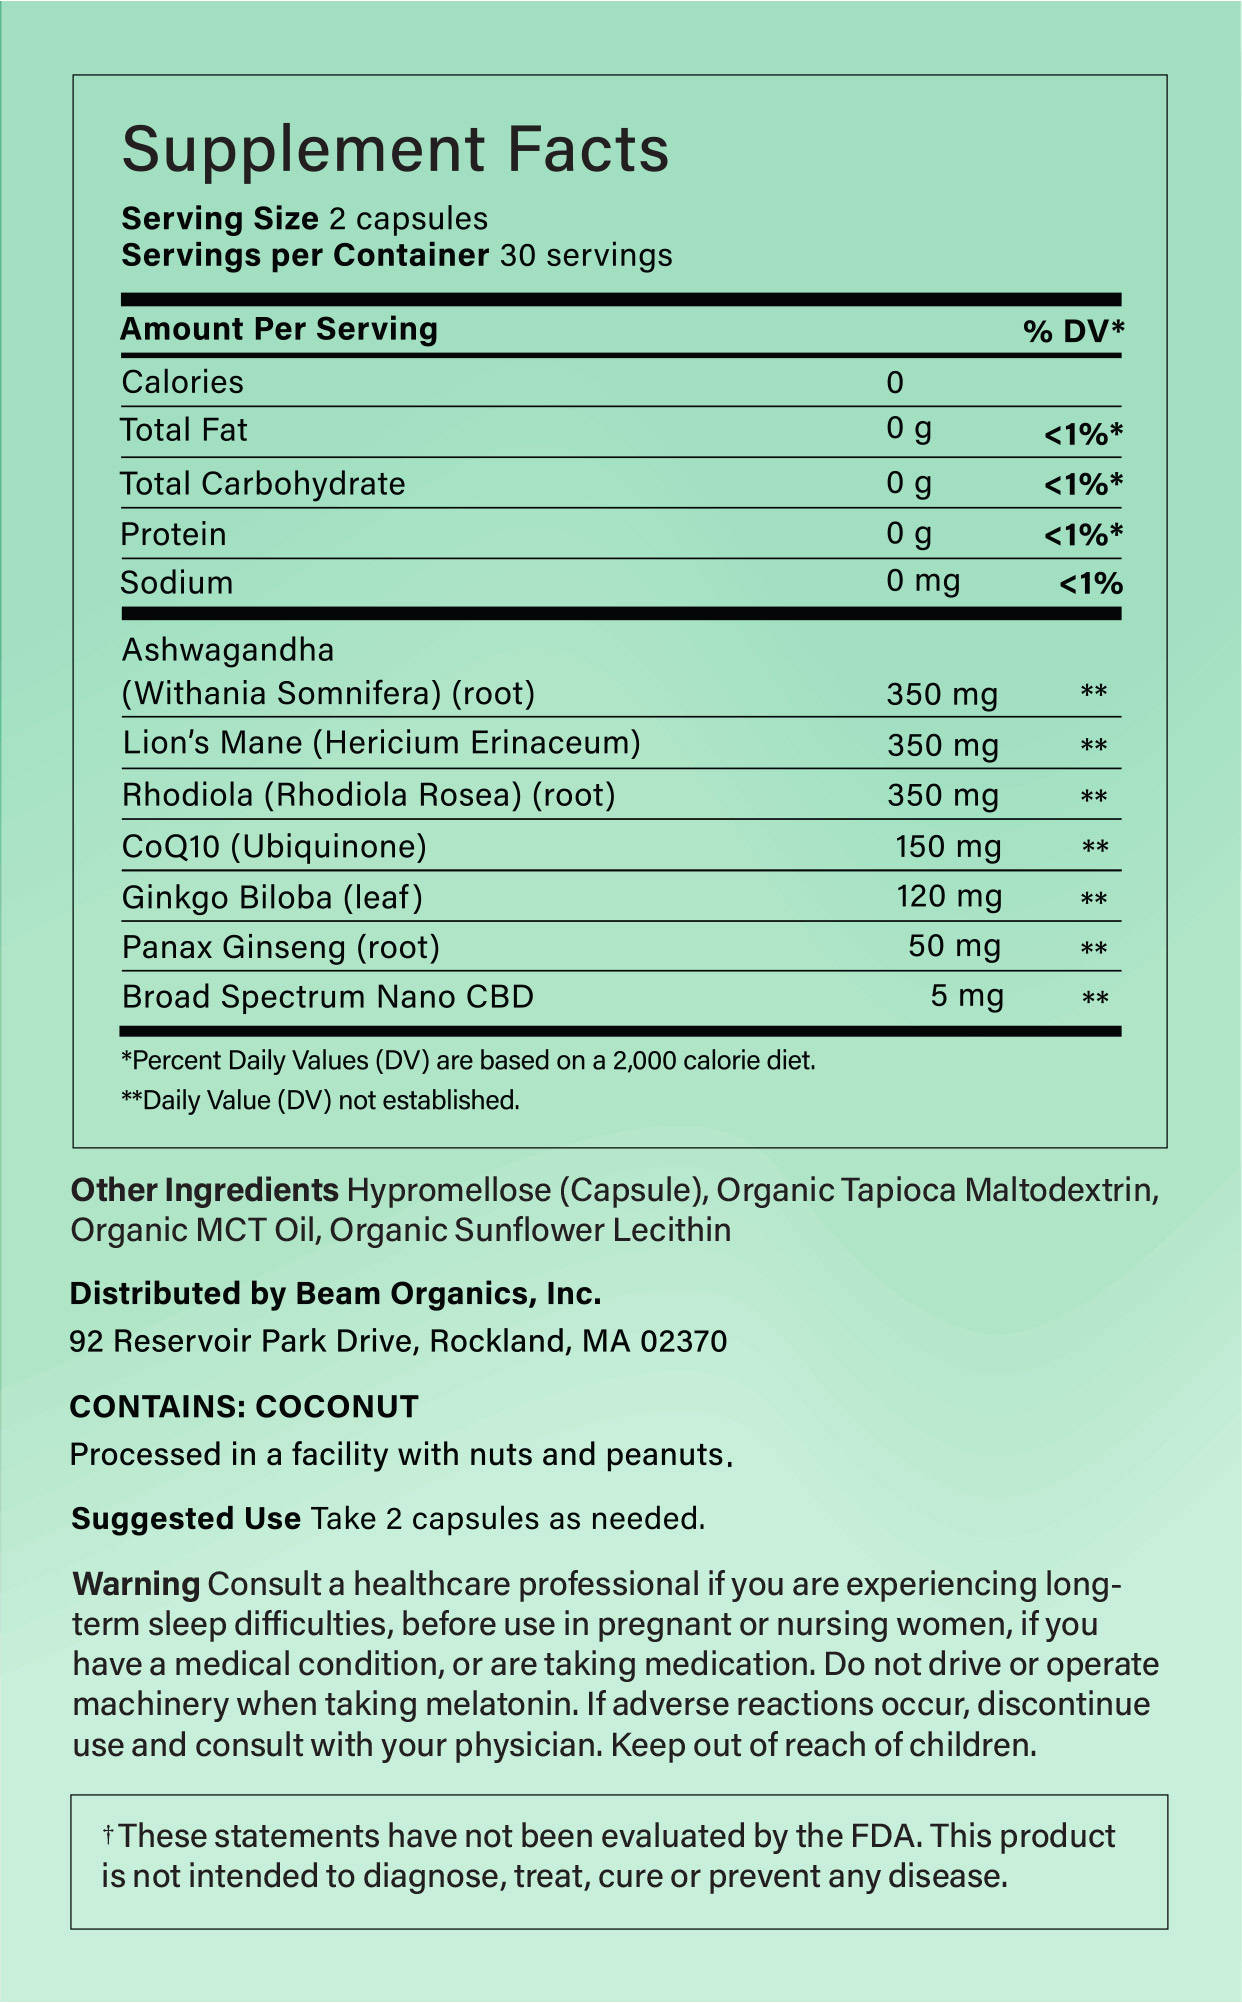 Supplement Facts
Serving Size 2 capsules
Servings per Container 30 servings
Amount Per Serving % DV*
Calories 0
Total Fat 0 g <1%*
Total Carbohydrate 0 g <1%*
Protein 0 g <1%*
Sodium 0 mg <1%
Ashwagandha
(Withania Somnifera) (root) 350 mg **
Lion's Mane (Hericium Erinaceum) 350 mg **
Rhodiola (Rhodiola Rosea) (root) 350 mg **
CoQ10 (Ubiquinone) 150 mg **
Ginkgo Biloba (leaf) 120 mg **
Panax Ginseng (root) 50 mg **
Broad Spectrum Nano CBD 5 mg **
*Percent Daily Values (DV) are based on a 2,000 calorie diet.
**Daily Value (DV) not established.
Other Ingredients Hypromellose (Capsule), Organic Tapioca Maltodextrin,
Organic MCT Oil, Organic Sunflower Lecithin
Distributed by Beam Organics, Inc.
92 Reservoir Park Drive, Rockland, MA 02370
CONTAINS: COCONUT
Processed in a facility with nuts and peanuts.
Suggested Use Take 2 capsules as needed.
Warning Consult a healthcare professional if you are experiencing long-
term sleep difficulties, before use in pregnant or nursing women, if you
have a medical condition, or are taking medication. Do not drive or operate
machinery when taking melatonin. If adverse reactions occur, discontinue
use and consult with your physician. Keep out of reach of children.
†These statements have not been evaluated by the FDA. This product
is not intended to diagnose, treat, cure or prevent any disease.